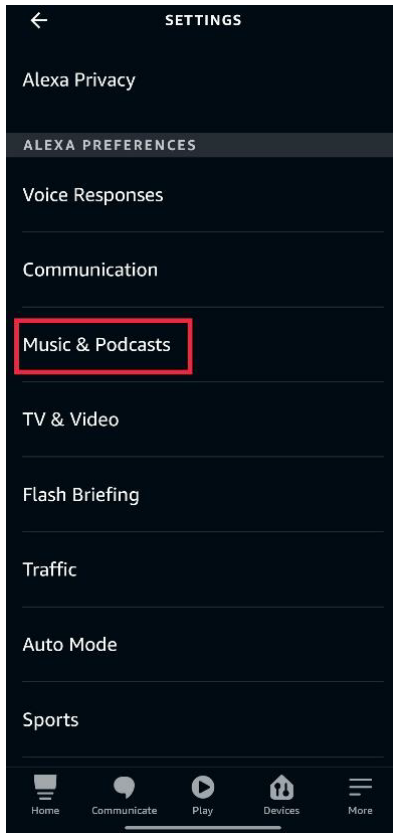 SETTINGS
Alexa Privacy
ALEXA PREFERENCES
Voice Responses
Communication
Music & Podcasts
TV & Video
Flash Briefing
Traffic
Auto Mode
Sports
Home Communicate Play Devices More